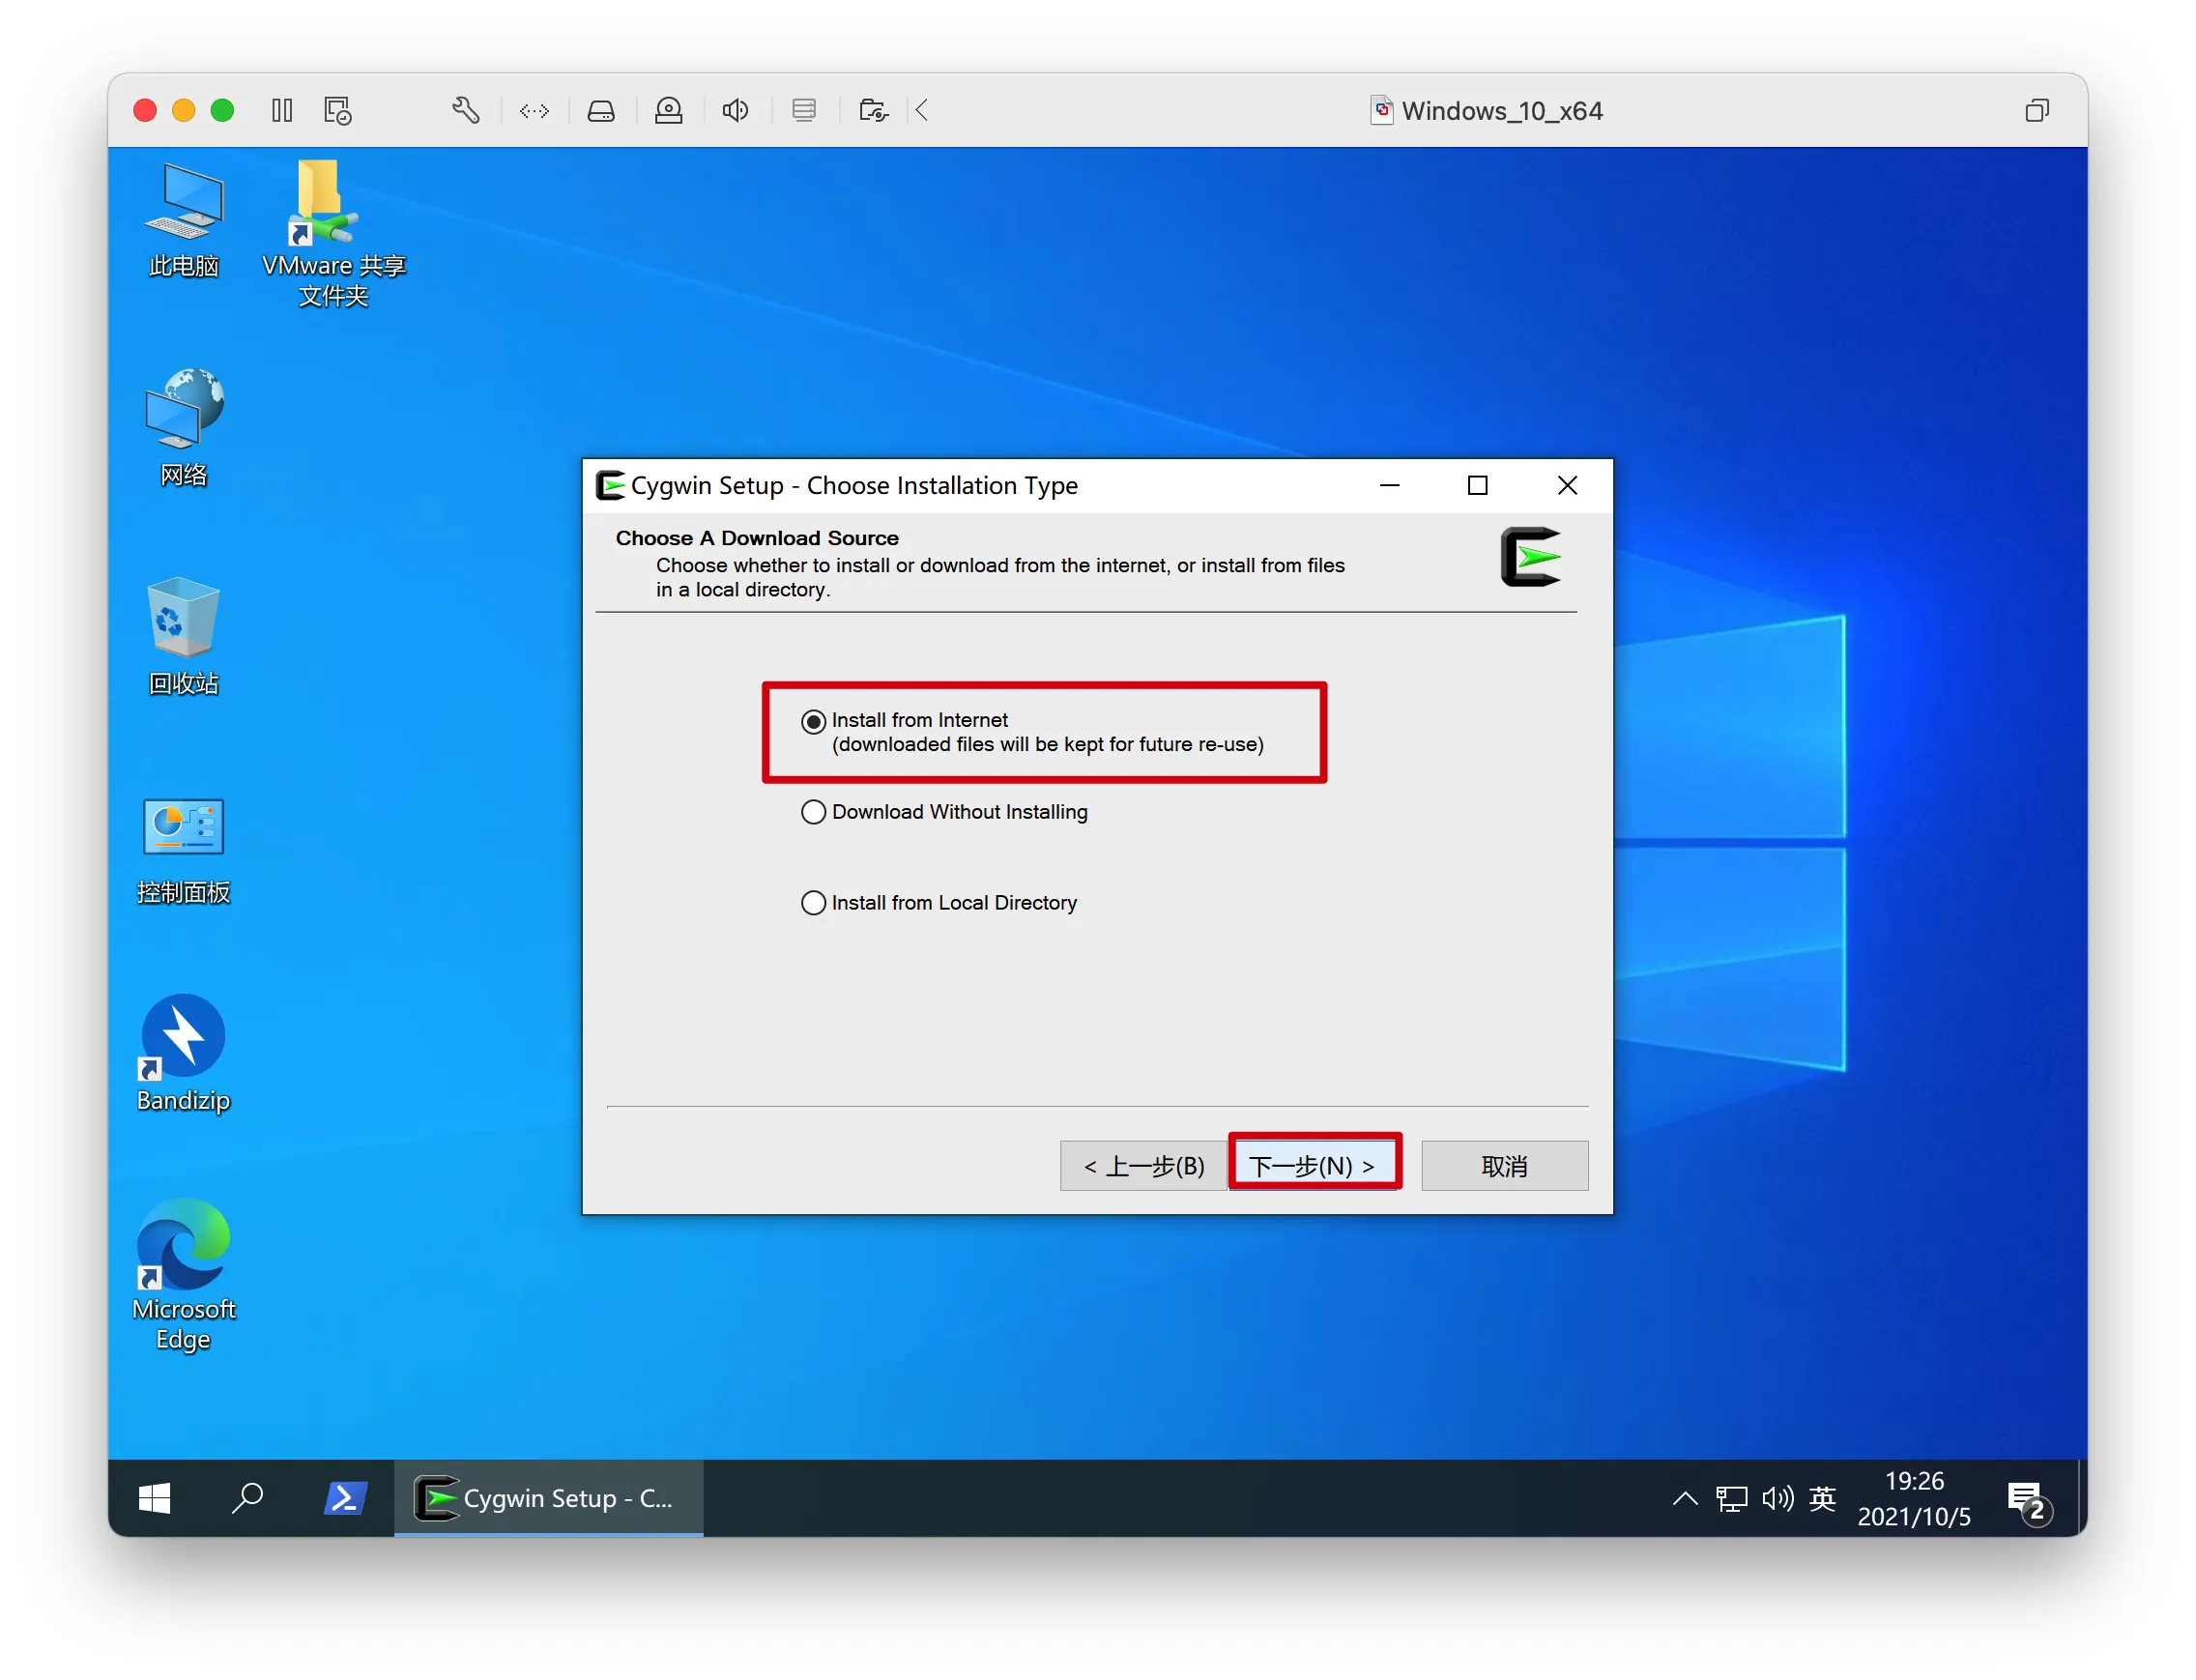 Windows_10_x64
此电脑
VMware 共享
文件夹
网络
回收站
控制面板
Bandizip
Microsoft
Edge
Cygwin Setup - Choose Installation Type
Choose A Download Source
Choose whether to install or download from the internet, or install from files
in a local directory.
Install from Internet
(downloaded files will be kept for future re-use)
Download Without Installing
Install from Local Directory
< 上一步(B)
下一步(N) >
取消
Cygwin Setup - C...
英
19:26
2021/10/5
2